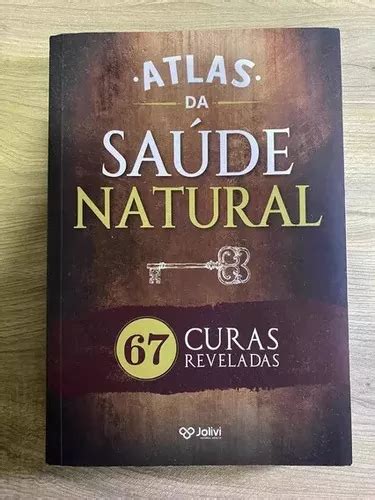 ATLAS
DA
SAÚDE
NATURAL
67 CURAS
REVELADAS
Jolivi